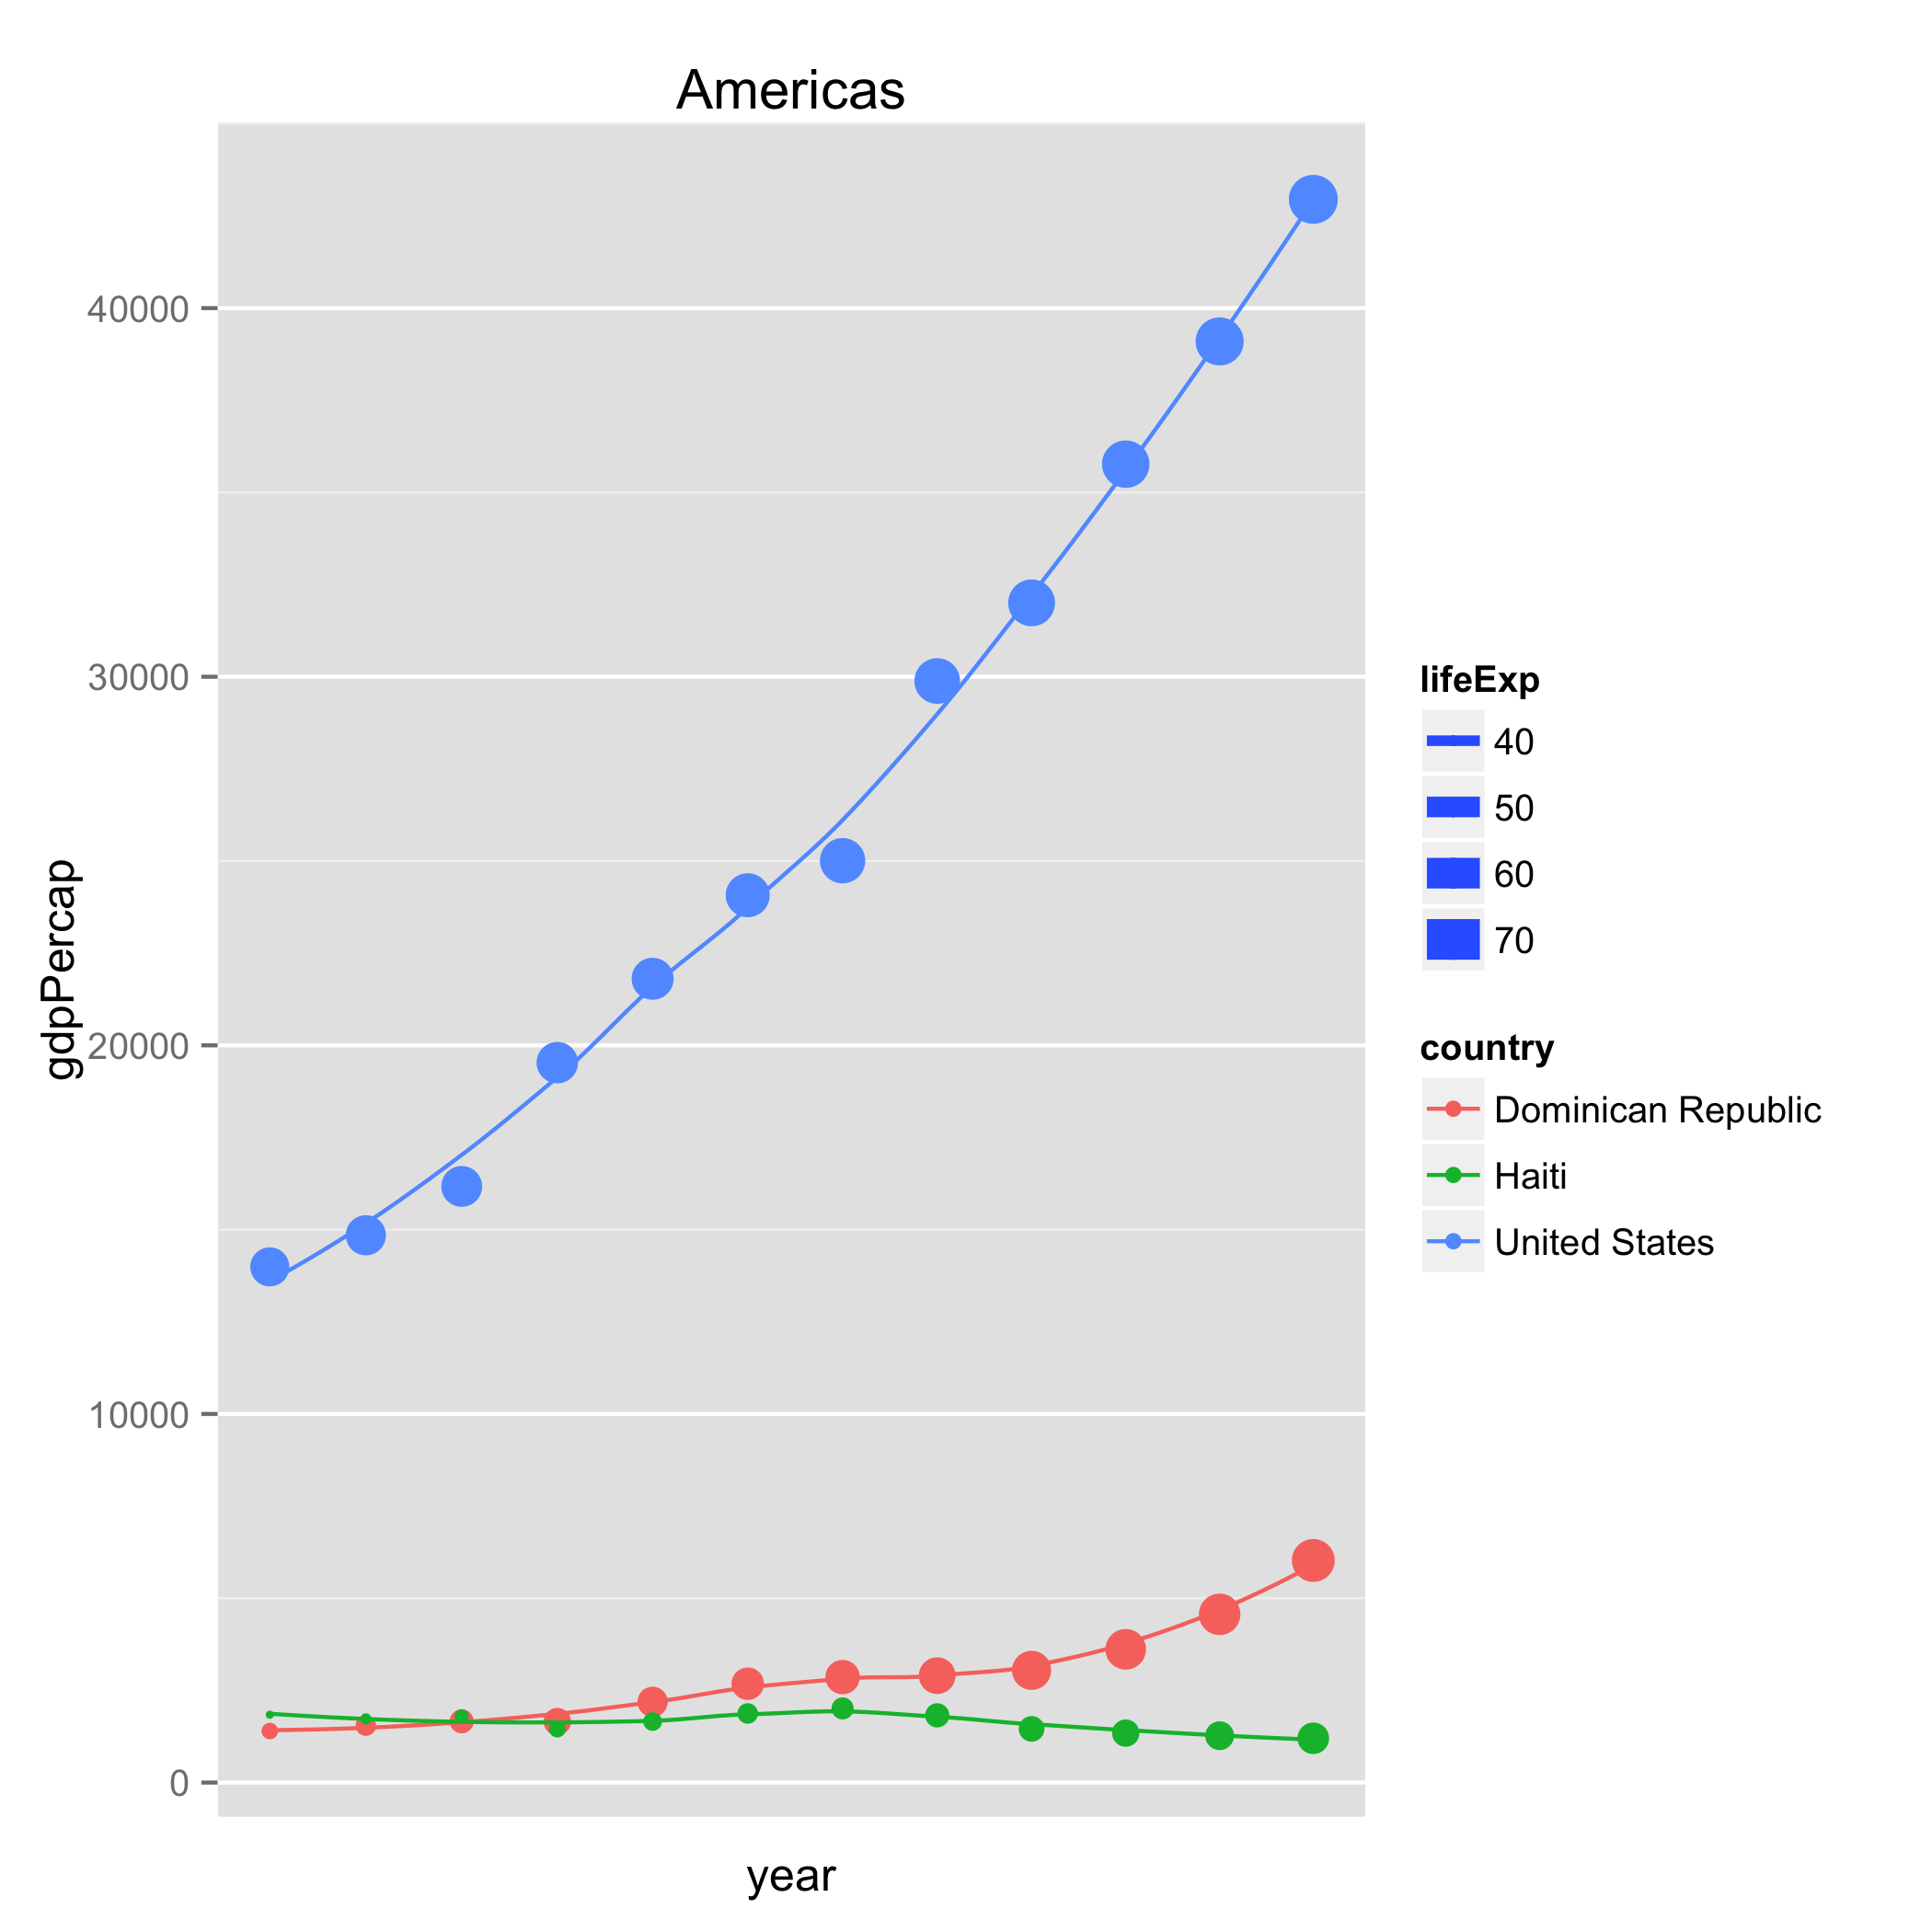 Americas
gdpPercap
40000
30000
20000
10000
0
year
lifeExp
40
50
60
70
country
Dominican Republic
Haiti
United States